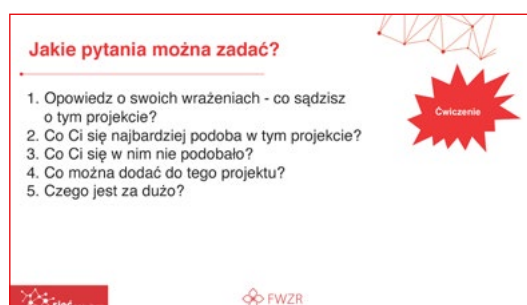 Jakie pytania można zadać?
Ćwiczenie
1. Opowiedz o swoich wrażeniach - co sądzisz
o tym projekcie?
2. Co Ci się najbardziej podoba w tym projekcie?
3. Co Ci się w nim nie podobało?
4. Co można dodać do tego projektu?
5. Czego jest za dużo?
FWZR